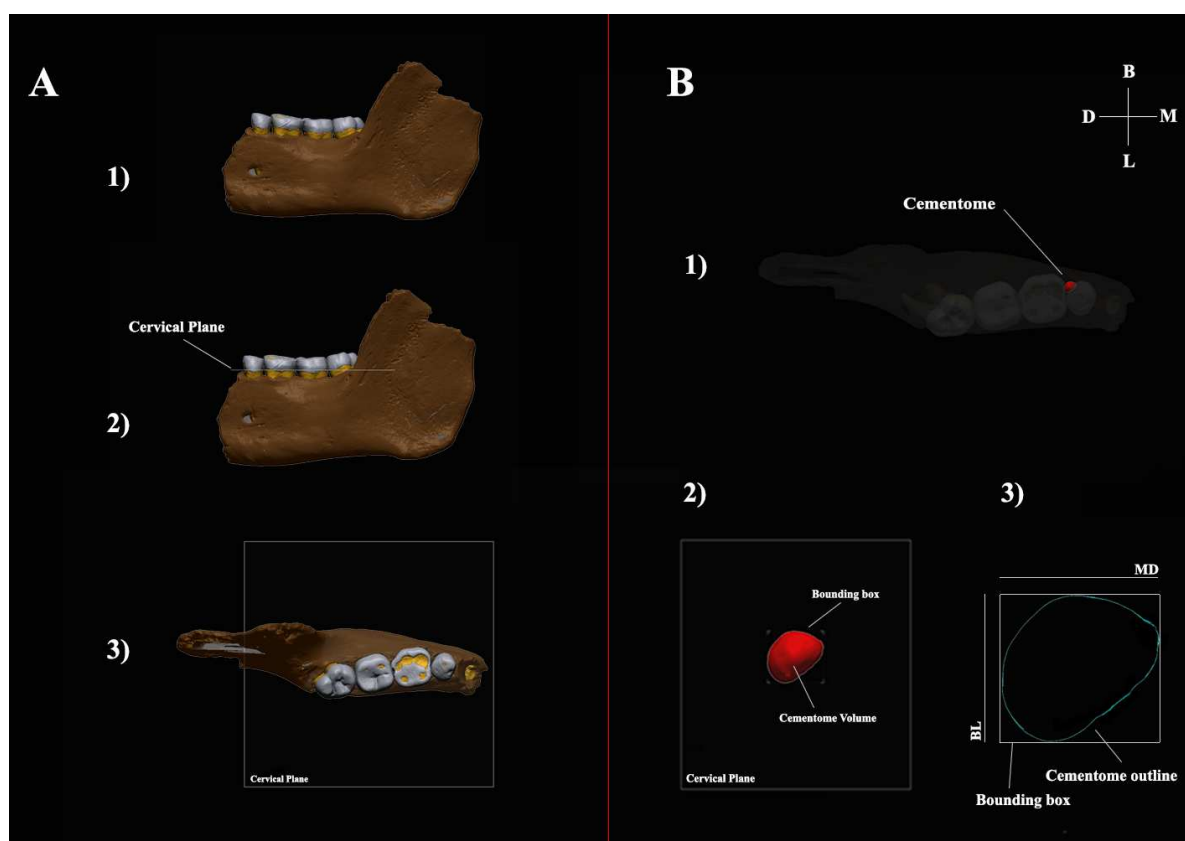 A
1)
2)
Cervical Plane
3)
Cervical Plane
B
B
D
M
L
Cementome
1)
2)
Bounding box
Cementome Volume
Cervical Plane
3)
MD
BL
Cementome outline
Bounding box